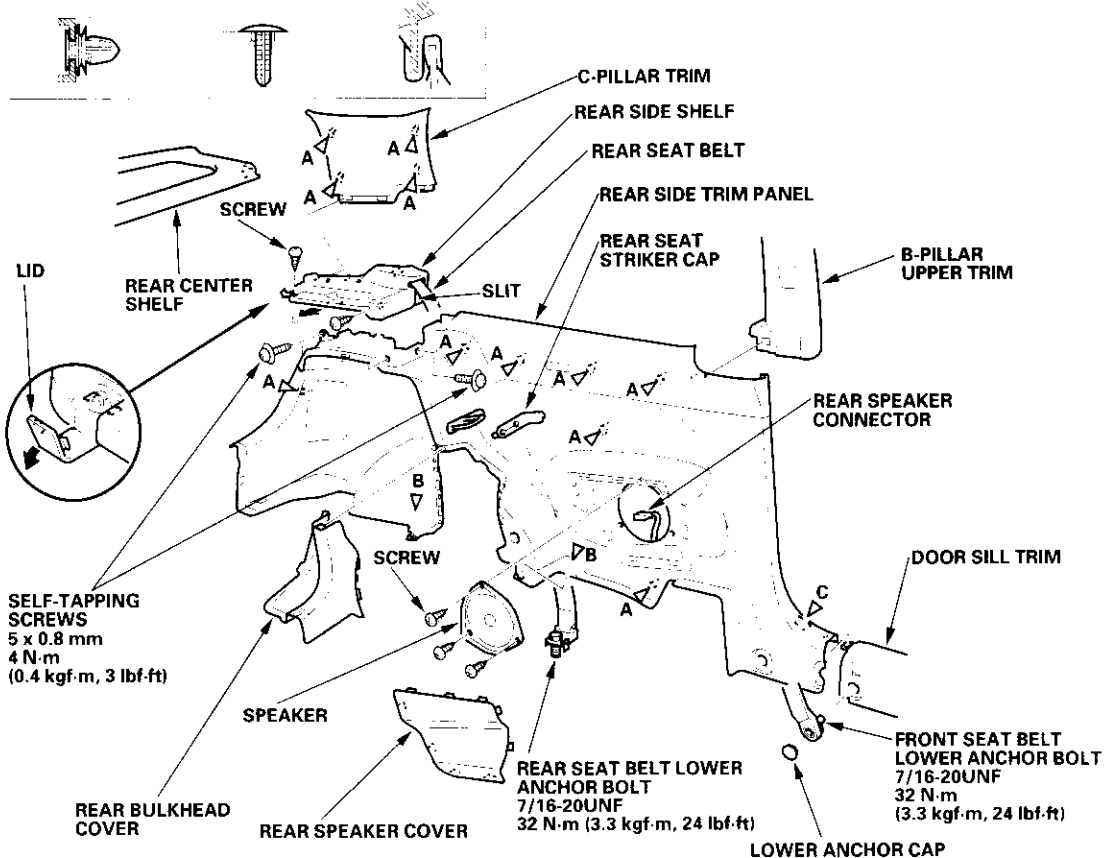 C-PILLAR TRIM
REAR SIDE SHELF
REAR SEAT BELT
REAR SIDE TRIM PANEL
REAR SEAT
STRIKER CAP
B-PILLAR
UPPER TRIM
A
A
A
A
SCREW
LID
REAR CENTER
SHELF
SLIT
A
A
A
A
A
A
REAR SPEAKER
CONNECTOR
B
B
SCREW
DOOR SILL TRIM
A
C
SELF-TAPPING
SCREWS
5 x 0.8 mm
4 N·m
(0.4 kgf·m, 3 lbf·ft)
SPEAKER
REAR BULKHEAD
COVER
REAR SPEAKER COVER
REAR SEAT BELT LOWER
ANCHOR BOLT
7/16-20UNF
32 N·m (3.3 kgf·m, 24 lbf·ft)
FRONT SEAT BELT
LOWER ANCHOR BOLT
7/16-20UNF
32 N·m
(3.3 kgf·m, 24 lbf·ft)
LOWER ANCHOR CAP